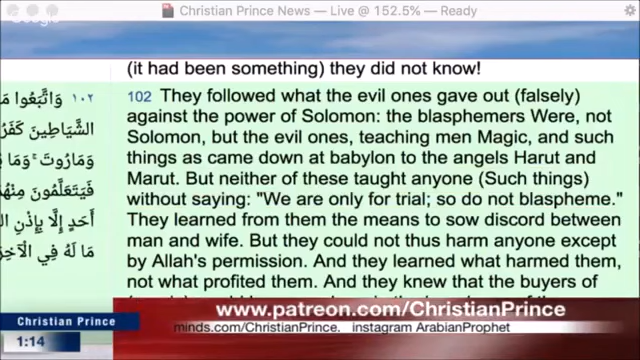 Christian Prince News — Live @ 152.5% — Ready
Google
(it had been something) they did not know!
١٠٢ وَاتَّبَعُوا
102 They followed what the evil ones gave out (falsely)
against the power of Solomon: the blasphemers Were, not
الشَّيَاطِينَ
Solomon, but the evil ones, teaching men Magic, and such
things as came down at babylon to the angels Harut and
وَمَارُوتَ ۚ وَمَا
Marut. But neither of these taught anyone (Such things)
فَيَتَعَلَّمُونَ
without saying: "We are only for trial; so do not blaspheme."
They learned from them the means to sow discord between
أَحَدٍ إِلَّا بِإِذْنِ
man and wife. But they could not thus harm anyone except
مَا لَهُ فِي
by Allah's permission. And they learned what harmed them,
not what profited them. And they knew that the buyers of
www.patreon.com/ChristianPrince
Christian Prince
minds.com/ChristianPrince. instagram ArabianProphet
1:14